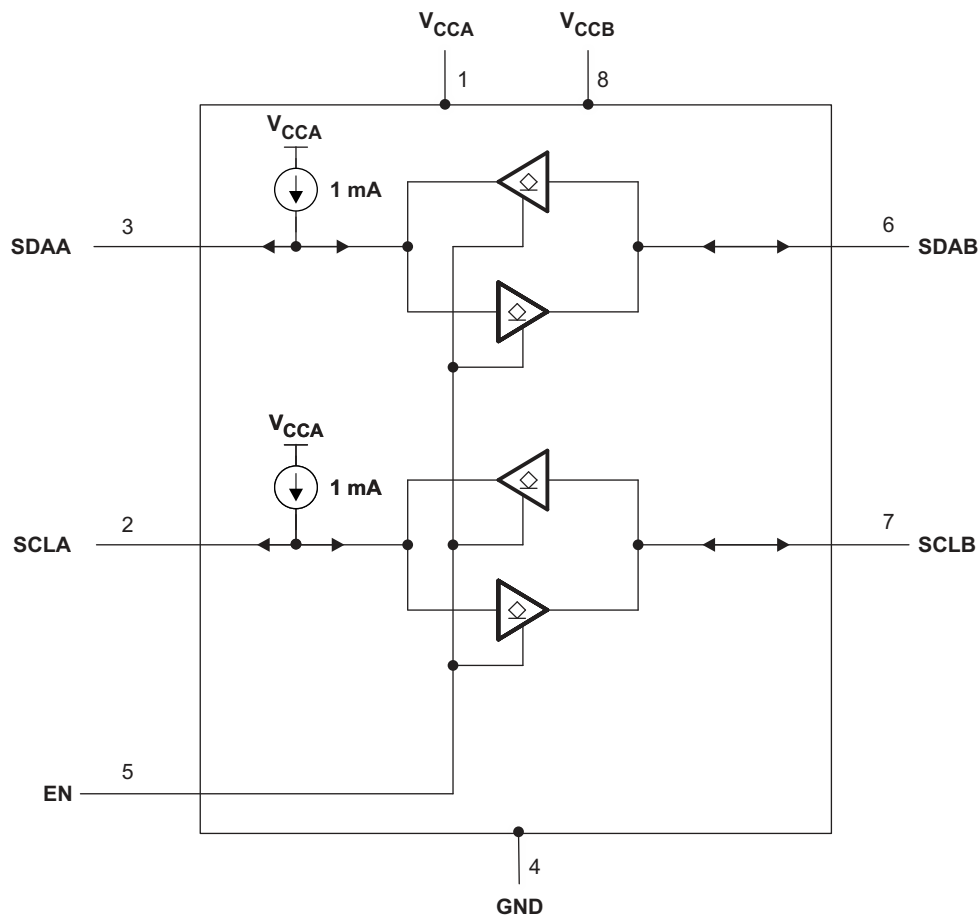 VCCA VCCB
1 8
VCCA
1 mA
3
SDAA
6
SDAB
VCCA
1 mA
2
SCLA
7
SCLB
5
EN
4
GND